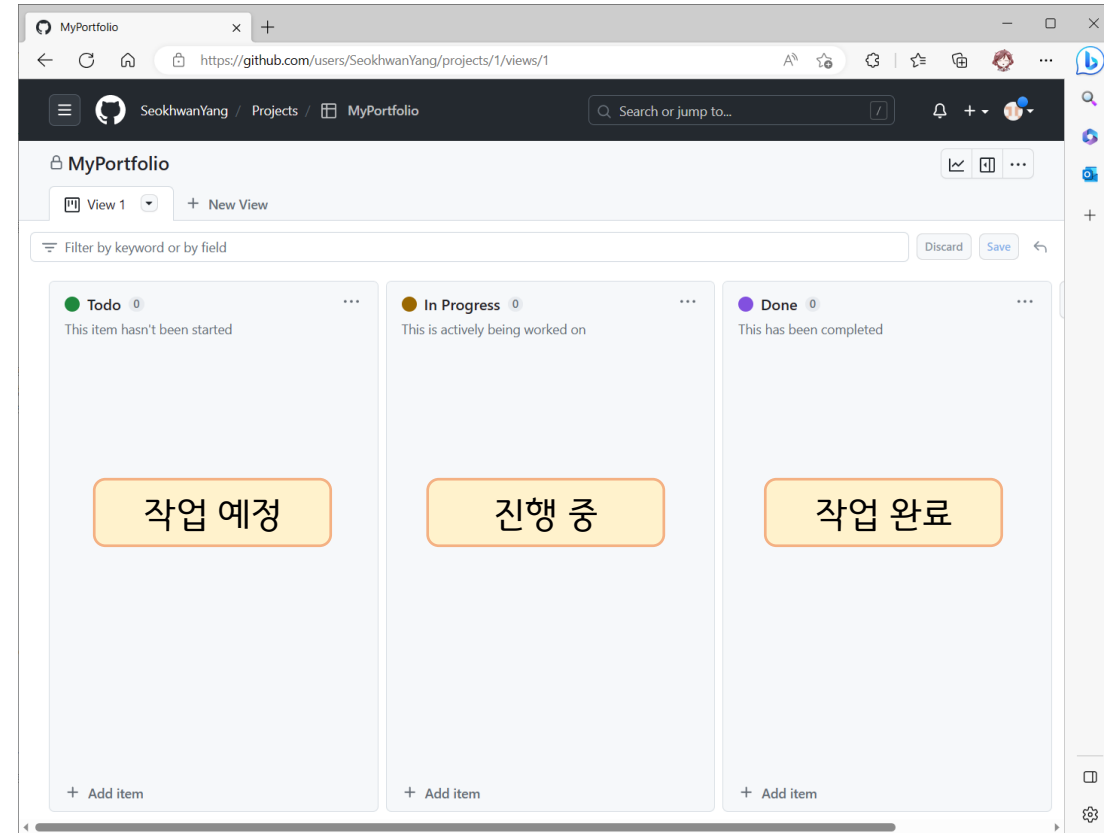 MyPortfolio
https://github.com/users/SeokhwanYang/projects/1/views/1
SeokhwanYang / Projects / MyPortfolio
Search or jump to...
/
MyPortfolio
View 1
+ New View
Filter by keyword or by field
Discard
Save
Todo 0
This item hasn't been started
In Progress 0
This is actively being worked on
Done 0
This has been completed
작업 예정
진행 중
작업 완료
+ Add item
+ Add item
+ Add item